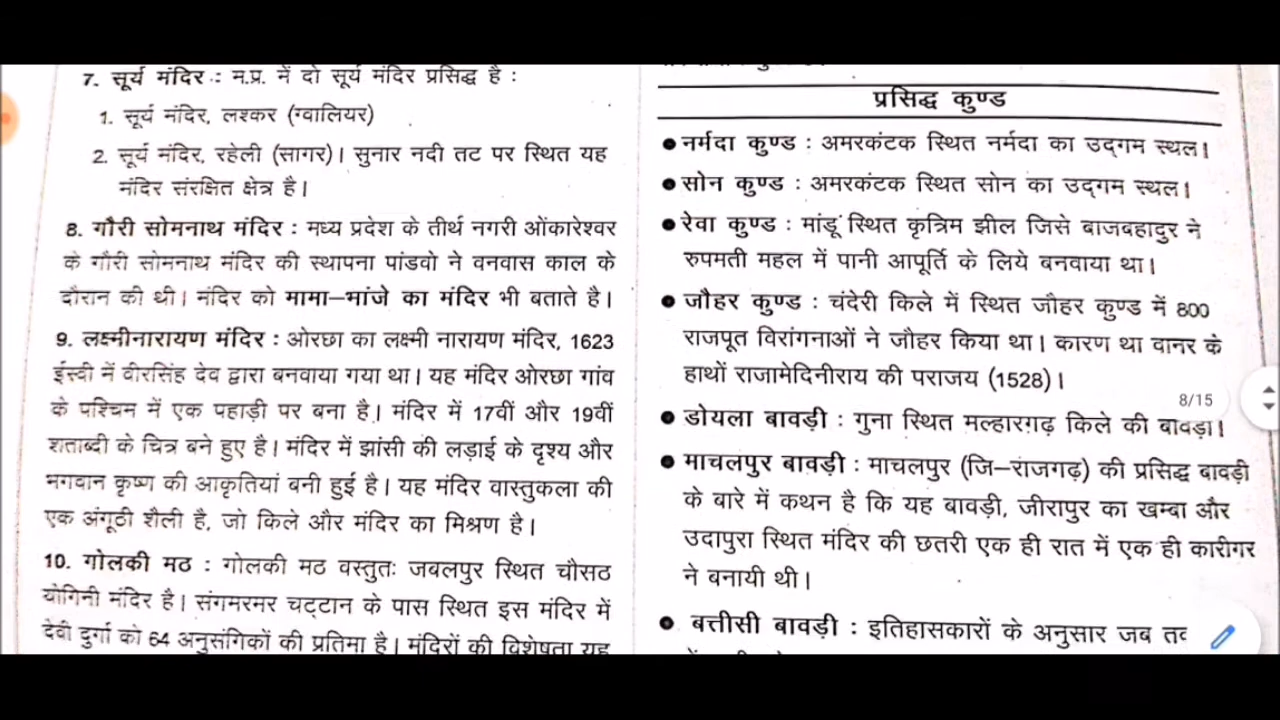 7. सूर्य मंदिर : म.प्र. में दो सूर्य मंदिर प्रसिद्ध है :
1. सूर्य मंदिर, लश्कर (ग्वालियर)
2. सूर्य मंदिर, रहेली (सागर)। सुनार नदी तट पर स्थित यह
मंदिर संरक्षित क्षेत्र है।
8. गौरी सोमनाथ मंदिर : मध्य प्रदेश के तीर्थ नगरी ओंकारेश्वर
के गौरी सोमनाथ मंदिर की स्थापना पांडवो ने वनवास काल के
दौरान की थी। मंदिर को मामा–भांजे का मंदिर भी बताते है।
9. लक्ष्मीनारायण मंदिर : ओरछा का लक्ष्मी नारायण मंदिर, 1623
ईस्वी में वीरसिंह देव द्वारा बनवाया गया था। यह मंदिर ओरछा गांव
के पश्चिम में एक पहाड़ी पर बना है। मंदिर में 17वीं और 19वीं
शताब्दी के चित्र बने हुए है। मंदिर में झांसी की लड़ाई के दृश्य और
भगवान कृष्ण की आकृतियां बनी हुई है। यह मंदिर वास्तुकला की
एक अंगूठी शैली है, जो किले और मंदिर का मिश्रण है।
10. गोलकी मठ : गोलकी मठ वस्तुतः जबलपुर स्थित चौसठ
योगिनी मंदिर है। संगमरमर चट्टान के पास स्थित इस मंदिर में
देवी दुर्गा को 64 अनुसंगिकों की प्रतिमा है। मंदिरों की विशेषता यह
प्रसिद्ध कुण्ड
● नर्मदा कुण्ड : अमरकंटक स्थित नर्मदा का उद्गम स्थल।
● सोन कुण्ड : अमरकंटक स्थित सोन का उद्गम स्थल।
● रेवा कुण्ड : मांडू स्थित कृत्रिम झील जिसे बाजबहादुर ने
रुपमती महल में पानी आपूर्ति के लिये बनवाया था।
● जौहर कुण्ड : चंदेरी किले में स्थित जौहर कुण्ड में 800
राजपूत विरांगनाओं ने जौहर किया था। कारण था वानर के
हाथों राजामेदिनीराय की पराजय (1528)।
8/15
● डोयला बावड़ी : गुना स्थित मल्हारगढ़ किले की बावड़ा।
● माचलपुर बावड़ी : माचलपुर (जि–राजगढ़) की प्रसिद्ध बावड़ी
के बारे में कथन है कि यह बावड़ी, जीरापुर का खम्बा और
उदापुरा स्थित मंदिर की छतरी एक ही रात में एक ही कारीगर
ने बनायी थी।
● बत्तीसी बावड़ी : इतिहासकारों के अनुसार जब